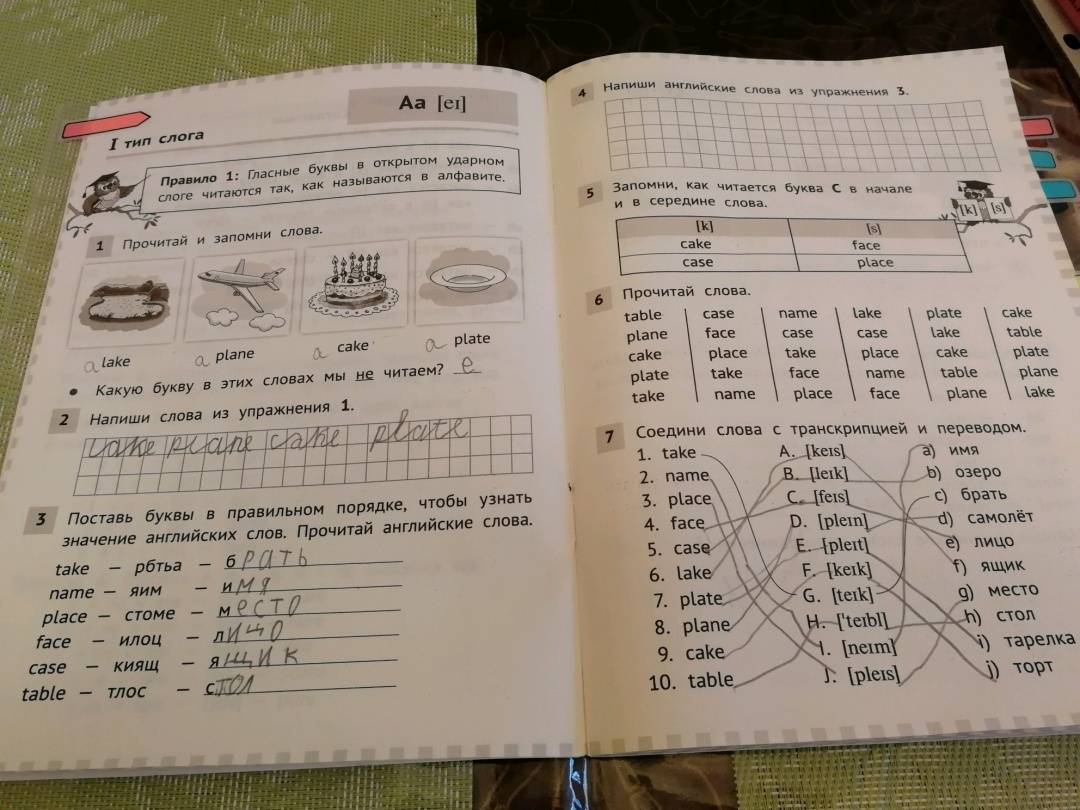 Aa [eɪ]
I тип слога
Правило 1: Гласные буквы в открытом ударном
слоге читаются так, как называются в алфавите.
1 Прочитай и запомни слова.
a lake a plane a cake a plate
• Какую букву в этих словах мы не читаем? e
2 Напиши слова из упражнения 1.
plane cake plate
3 Поставь буквы в правильном порядке, чтобы узнать
значение английских слов. Прочитай английские слова.
take — рбтьа — брать
name — яим — имя
place — стоме — место
face — илоц — лицо
case — киящ — ящик
table — тлос — стол
4 Напиши английские слова из упражнения 3.
5 Запомни, как читается буква С в начале
и в середине слова.
[k] [s]
[k] [s]
cake face
case place
6 Прочитай слова.
table case name lake plate cake
plane face case case lake table
cake place take place cake plate
plate take face name table plane
take name place face plane lake
7 Соедини слова с транскрипцией и переводом.
1. take A. [keɪs] a) имя
2. name B. [leɪk] b) озеро
3. place C. [feɪs] c) брать
4. face D. [pleɪn] d) самолёт
5. case E. [pleɪt] e) лицо
6. lake F. [keɪk] f) ящик
7. plate G. [teɪk] g) место
8. plane H. ['teɪbl] h) стол
9. cake I. [neɪm] i) тарелка
10. table J. [pleɪs] j) торт